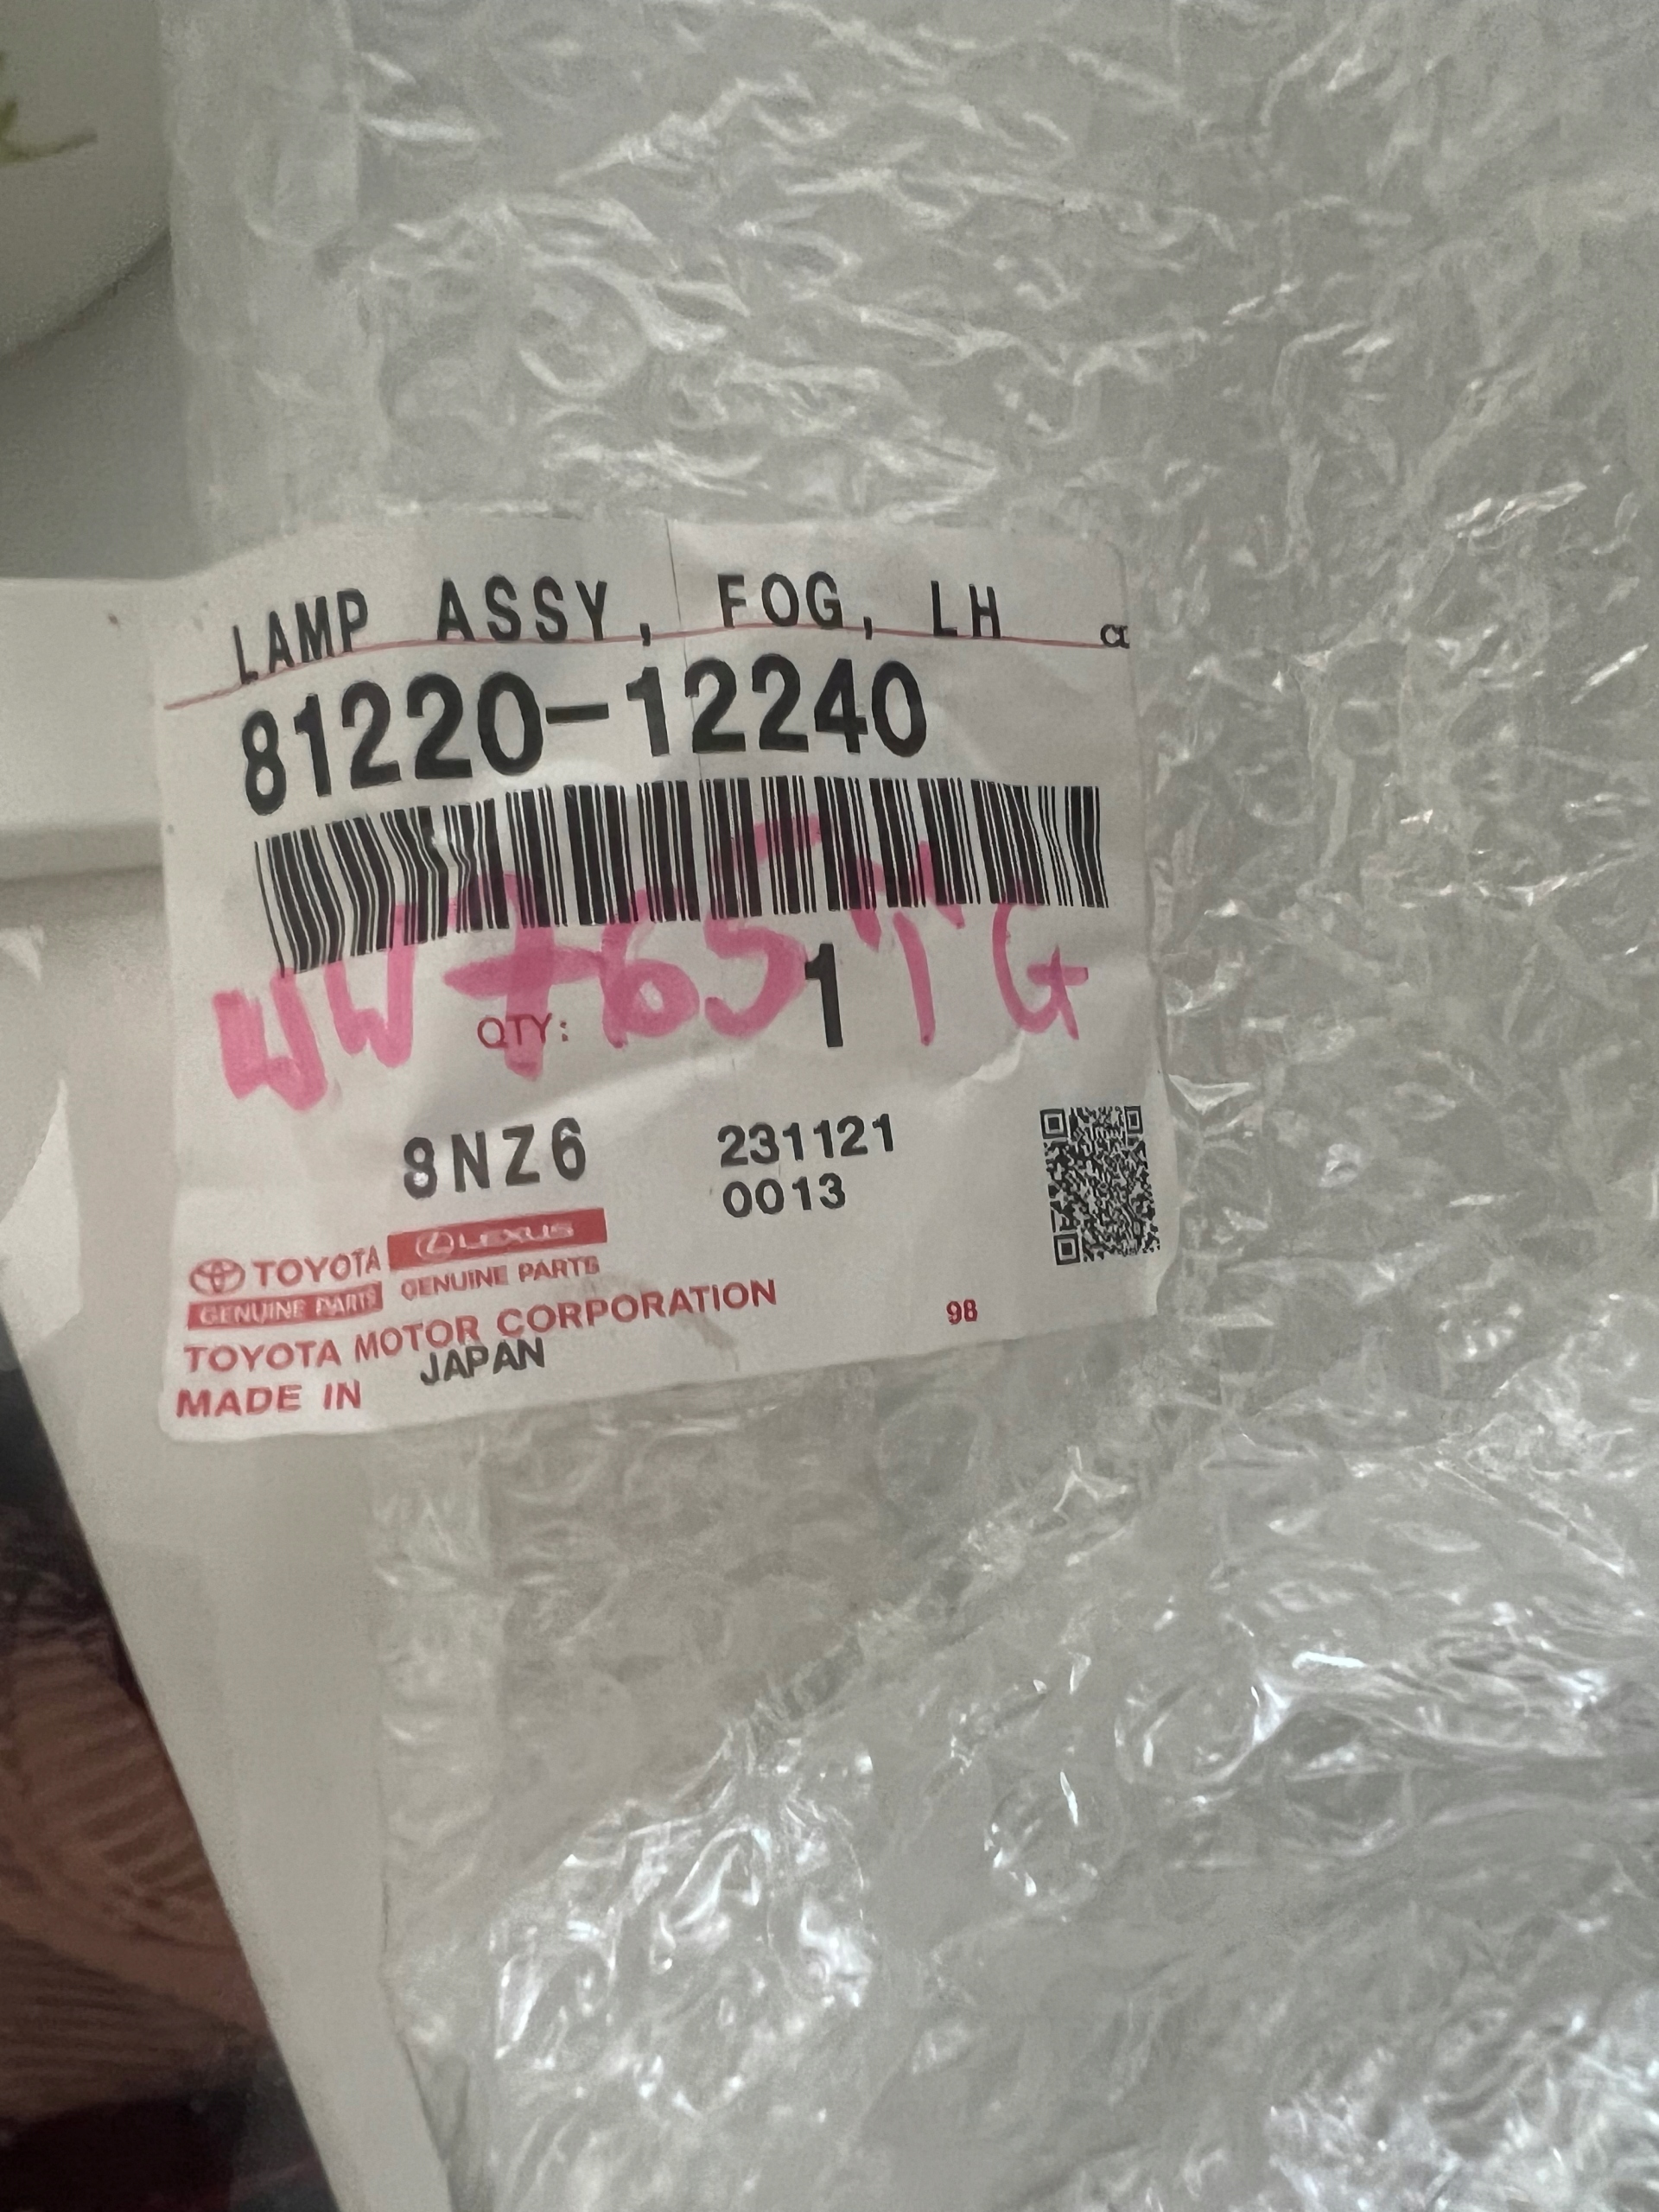 LAMP ASSY, FOG, LH
81220-12240
QTY: 1
8NZ6
231121
0013
TOYOTA
GENUINE PARTS
LEXUS
GENUINE PARTS
TOYOTA MOTOR CORPORATION
98
MADE IN JAPAN